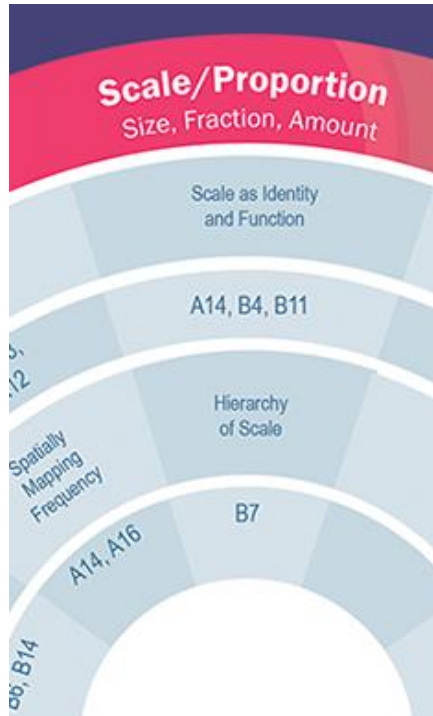 Scale/Proportion
Size, Fraction, Amount
Scale as Identity
and Function
A14, B4, B11
Hierarchy
of Scale
B7
Spatially
Mapping
Frequency
A14, A16
B14